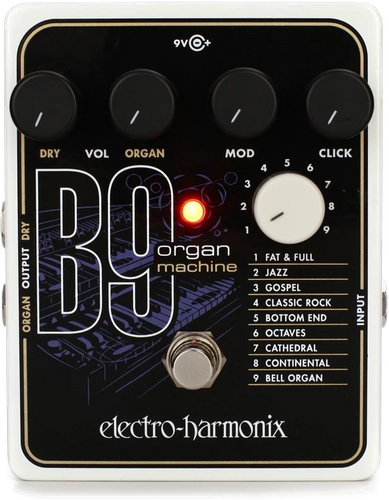 9V +
DRY VOL ORGAN MOD CLICK
1 2 3 4 5 6 7 8 9
B9
organ
machine
ORGAN OUTPUT DRY
INPUT
1 FAT & FULL
2 JAZZ
3 GOSPEL
4 CLASSIC ROCK
5 BOTTOM END
6 OCTAVES
7 CATHEDRAL
8 CONTINENTAL
9 BELL ORGAN
electro-harmonix